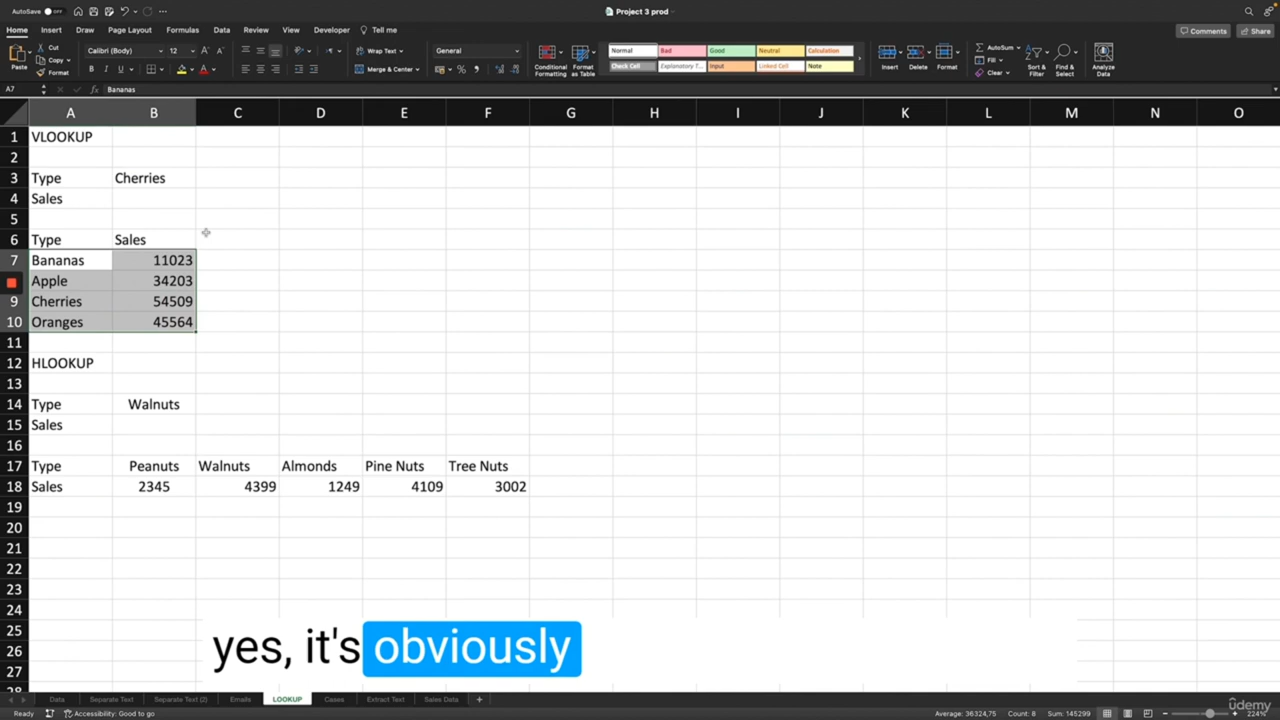 AutoSave OFF Project 3 prod
Home Insert Draw Page Layout Formulas Data Review View Developer Tell me Comments Share
Paste Cut Copy Format
Calibri (Body) 12
B
Wrap Text
Merge & Center
General
Conditional Formatting
Format as Table
Normal Bad Good Neutral Calculation
Check Cell Explanatory T... Input Linked Cell Note
Insert Delete Format
AutoSum
Fill
Clear
Sort & Filter
Find & Select
Analyze Data
A7 fx Bananas
A B C D E F G H I J K L M N O
1 VLOOKUP
2
3 Type Cherries
4 Sales
5
6 Type Sales
7 Bananas 11023
Apple 34203
9 Cherries 54509
10 Oranges 45564
11
12 HLOOKUP
13
14 Type Walnuts
15 Sales
16
17 Type Peanuts Walnuts Almonds Pine Nuts Tree Nuts
18 Sales 2345 4399 1249 4109 3002
19
20
21
22
23
24
25
26
27
28
yes, it's obviously
Data Separate Text Separate Text (2) Emails LOOKUP Cases Extract Text Sales Data +
Ready Accessibility: Good to go Average: 36324,75 Count: 8 Sum: 145299 224%
udemy